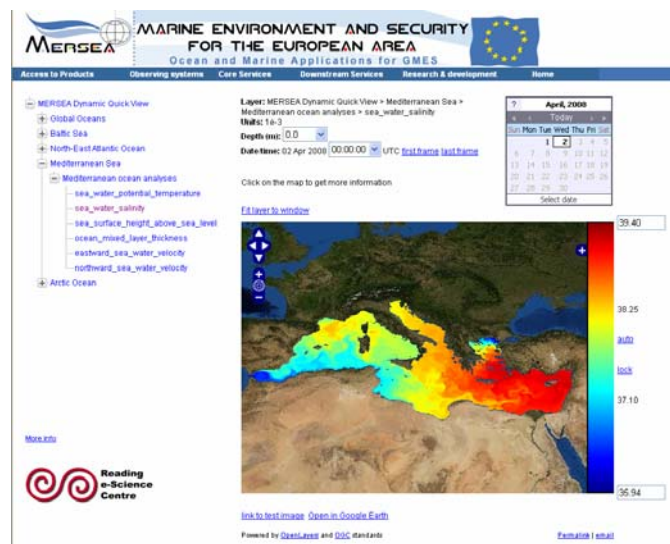 MERSEA
MARINE ENVIRONMENT AND SECURITY
FOR THE EUROPEAN AREA
Ocean and Marine Applications for GMES
Access to Products Observing systems Core Services Downstream Services Research & development Home
MERSEA Dynamic Quick View
Global Oceans
Baltic Sea
North-East Atlantic Ocean
Mediterranean Sea
Mediterranean ocean analyses
sea_water_potential_temperature
sea_water_salinity
sea_surface_height_above_sea_level
ocean_mixed_layer_thickness
eastward_sea_water_velocity
northward_sea_water_velocity
Arctic Ocean
More info
Reading
e-Science
Centre
Layer: MERSEA Dynamic Quick View > Mediterranean Sea >
Mediterranean ocean analyses > sea_water_salinity
Units: 1e-3
Depth (m): 0.0
Date/time: 02 Apr 2008 00:00:00 UTC first frame last frame
Click on the map to get more information
Fit layer to window
? April, 2008
« ‹ Today › »
Sun Mon Tue Wed Thu Fri Sat
1 2 3 4 5
6 7 8 9 10 11 12
13 14 15 16 17 18 19
20 21 22 23 24 25 26
27 28 29 30
Select date
39.40
38.25
auto
lock
37.10
35.94
link to test image Open in Google Earth
Powered by OpenLayers and OGC standards
Permalink | email